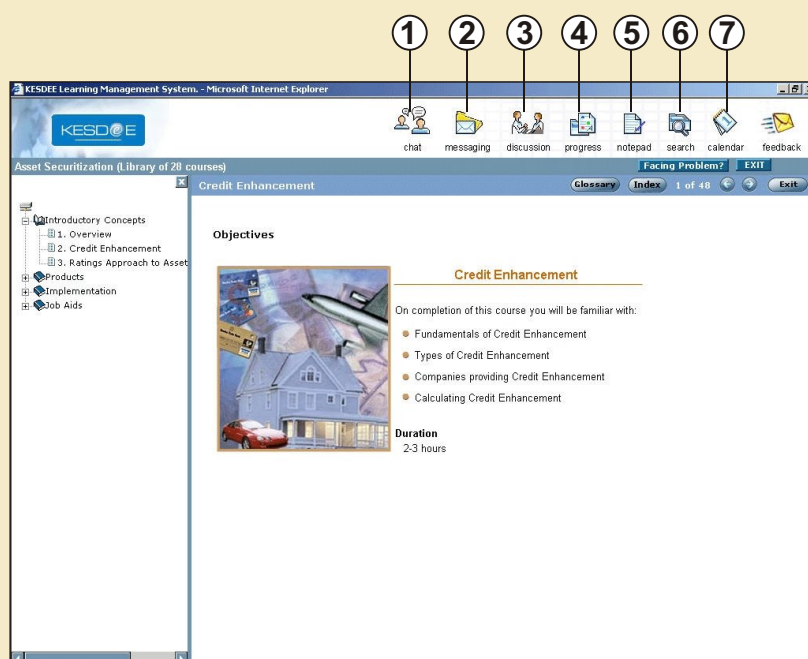 1 2 3 4 5 6 7
KESDEE Learning Management System. - Microsoft Internet Explorer
KESD@E
chat messaging discussion progress notepad search calendar feedback
Asset Securitization (Library of 28 courses) Facing Problem? EXIT
Credit Enhancement Glossary Index 1 of 48 Exit
Introductory Concepts
1. Overview
2. Credit Enhancement
3. Ratings Approach to Asset
Products
Implementation
Job Aids
Objectives
Credit Enhancement
On completion of this course you will be familiar with:
Fundamentals of Credit Enhancement
Types of Credit Enhancement
Companies providing Credit Enhancement
Calculating Credit Enhancement
Duration
2-3 hours